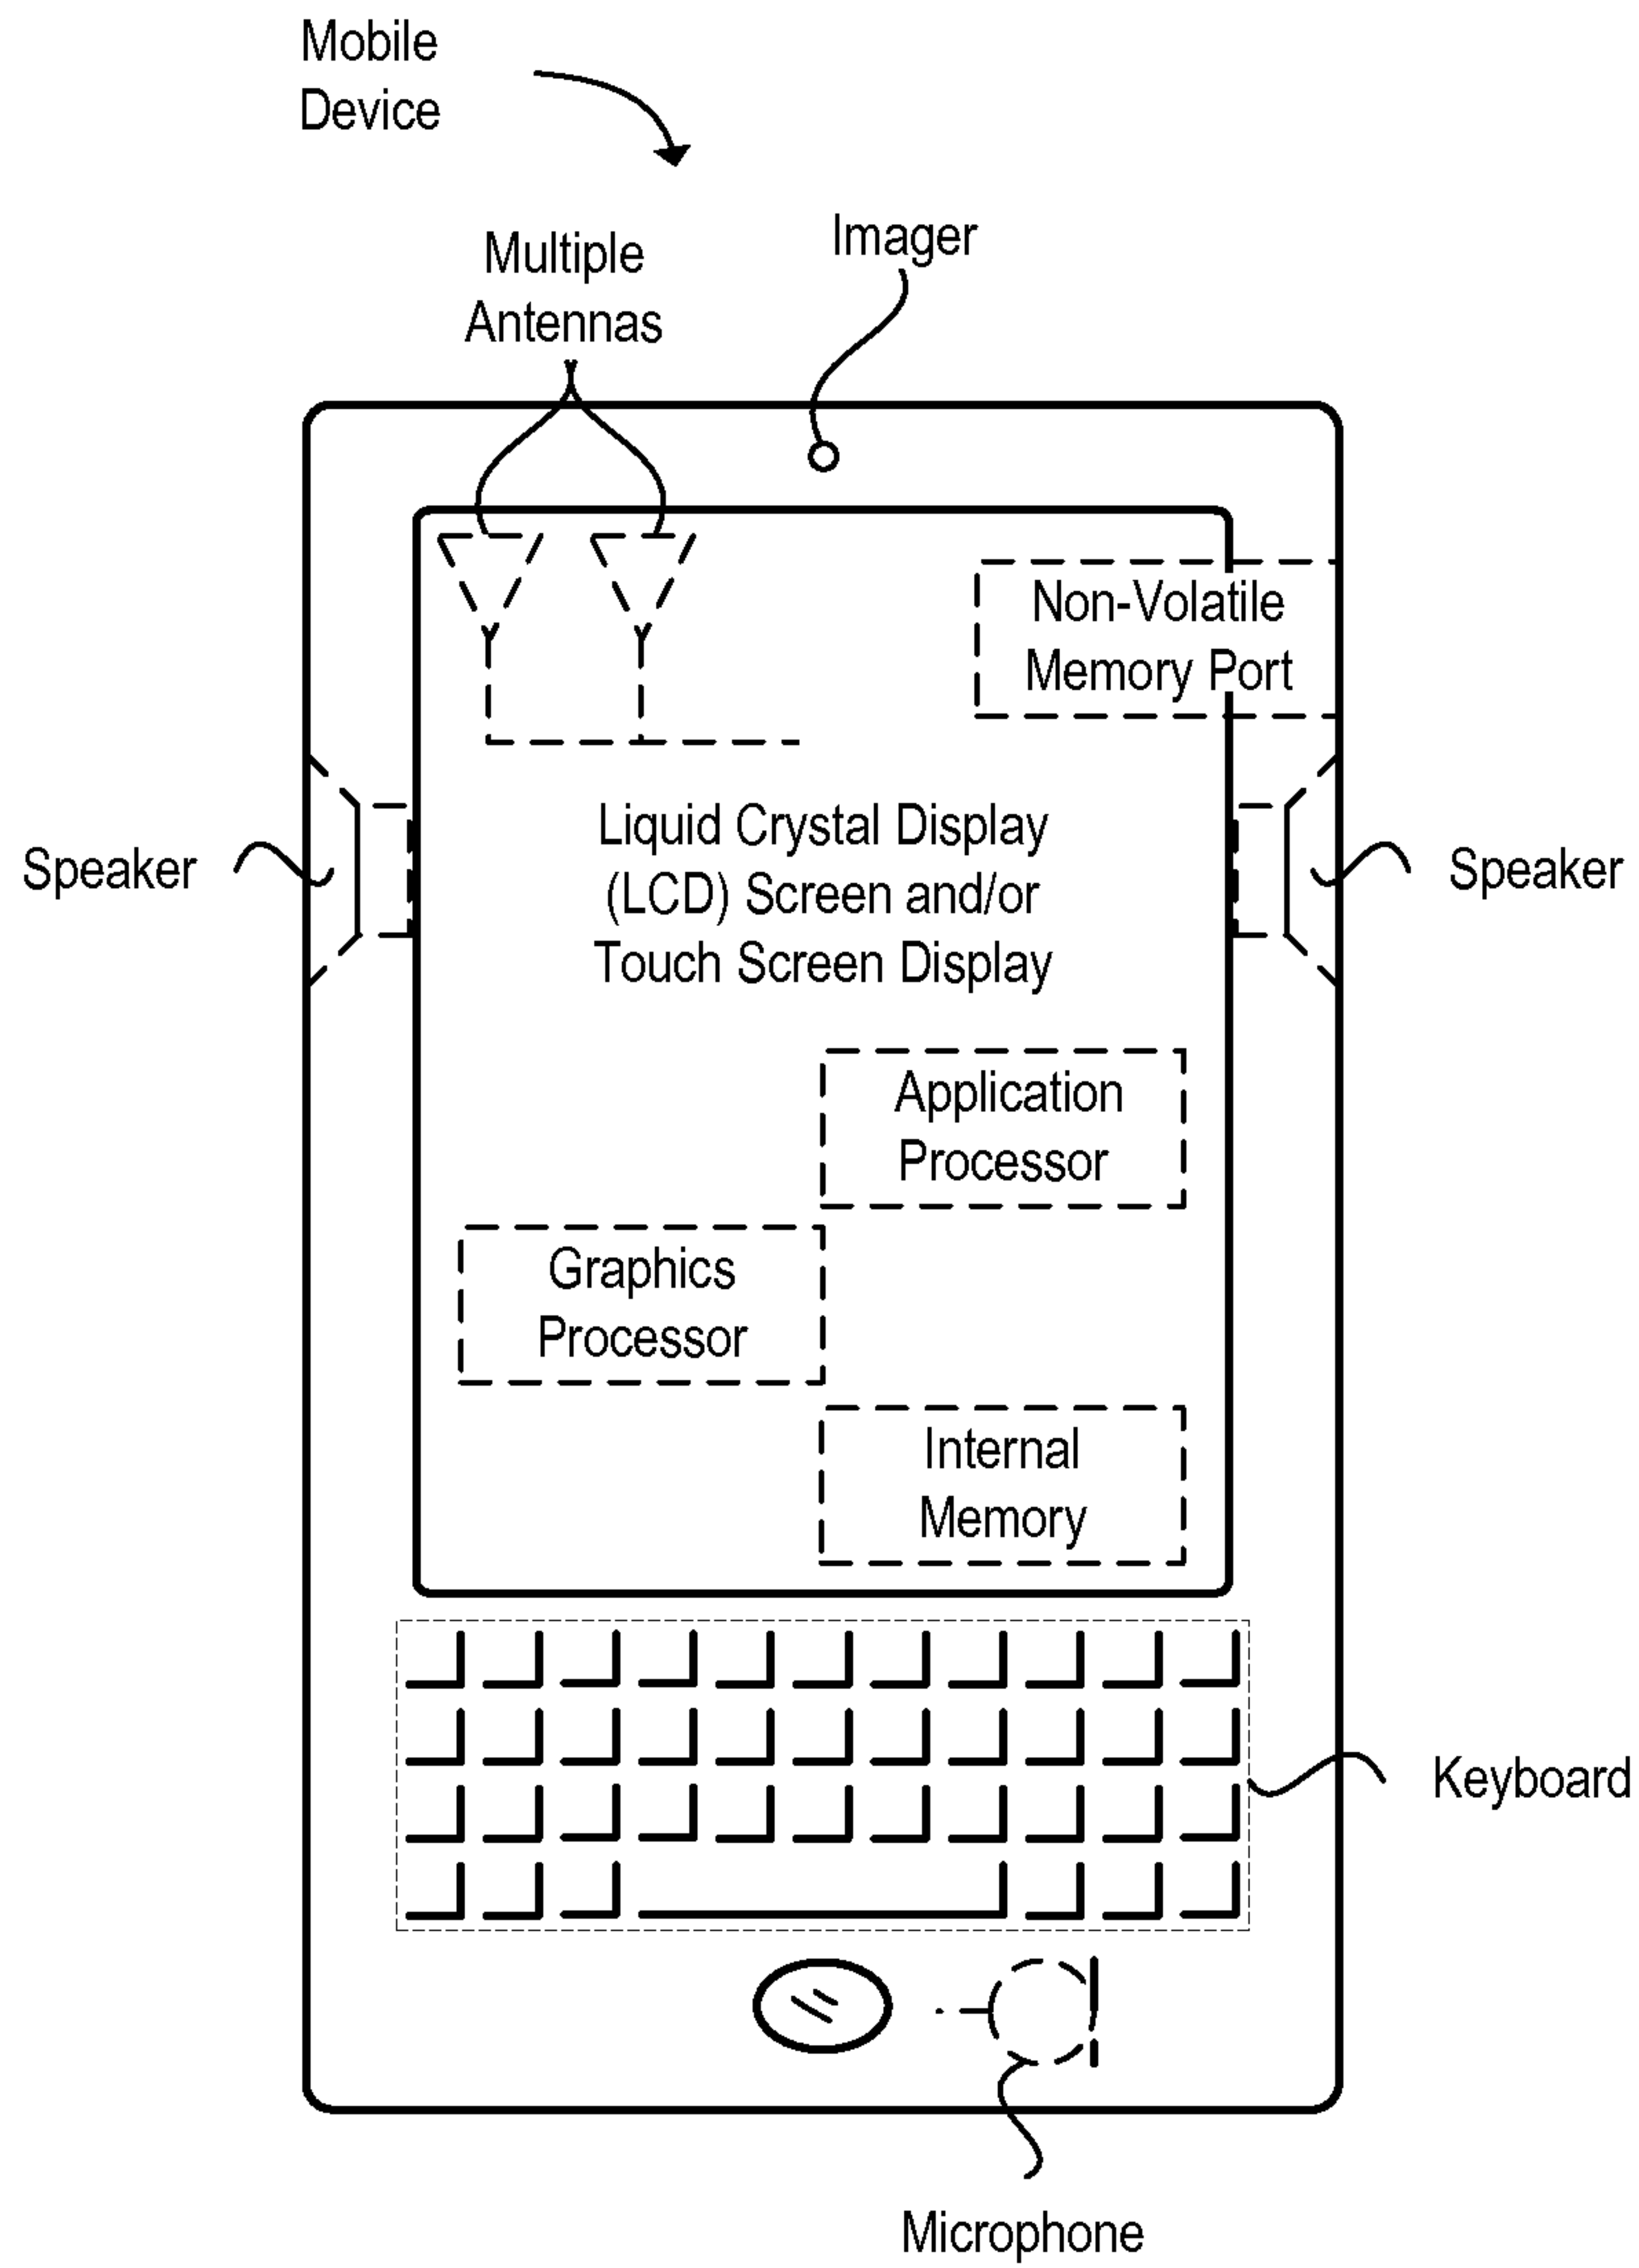 Mobile
Device
Imager
Multiple
Antennas
Non-Volatile
Memory Port
Liquid Crystal Display
(LCD) Screen and/or
Touch Screen Display
Speaker
Speaker
Application
Processor
Graphics
Processor
Internal
Memory
Keyboard
Microphone